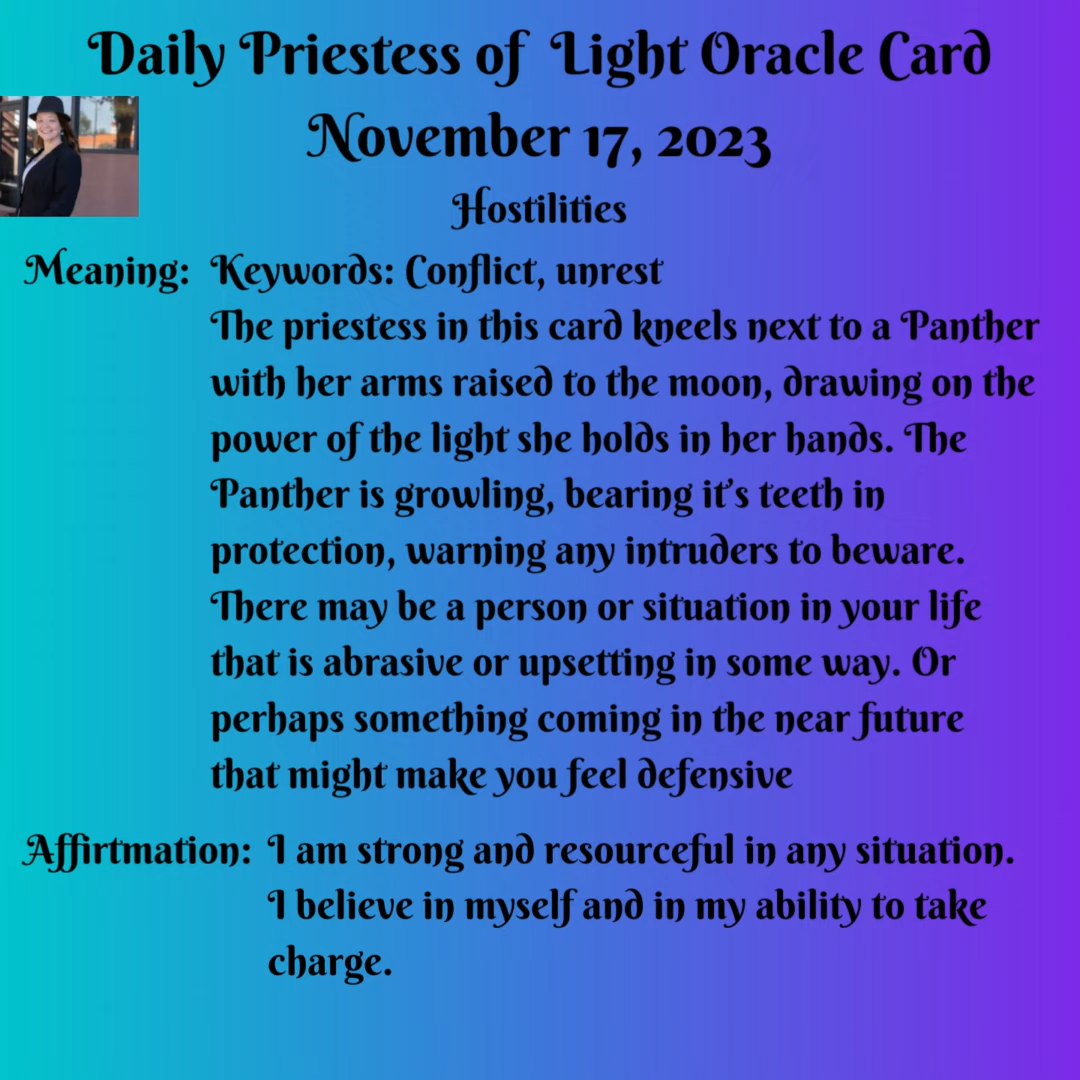 Daily Priestess of Light Oracle Card
November 17, 2023
Hostilities
Meaning: Keywords: Conflict, unrest
The priestess in this card kneels next to a Panther
with her arms raised to the moon, drawing on the
power of the light she holds in her hands. The
Panther is growling, bearing it's teeth in
protection, warning any intruders to beware.
There may be a person or situation in your life
that is abrasive or upsetting in some way. Or
perhaps something coming in the near future
that might make you feel defensive
Affirtmation: I am strong and resourceful in any situation.
I believe in myself and in my ability to take
charge.